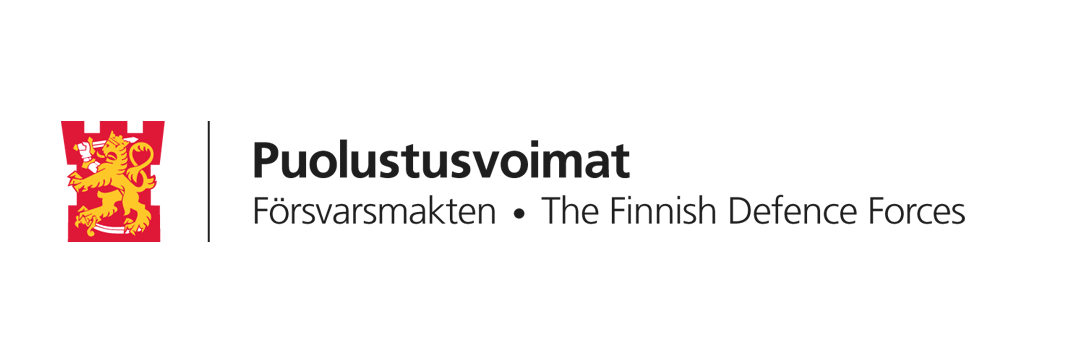 Puolustusvoimat
Försvarsmakten • The Finnish Defence Forces